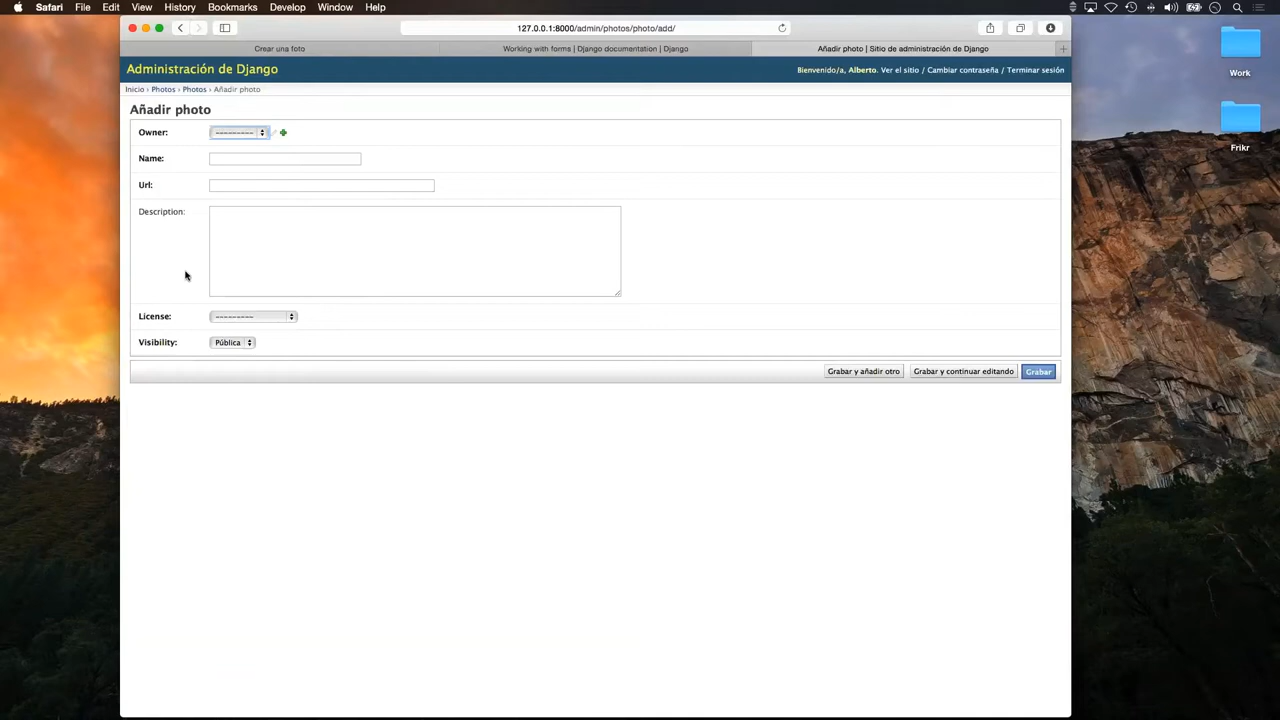 Safari File Edit View History Bookmarks Develop Window Help
127.0.0.1:8000/admin/photos/photo/add/
Crear una foto
Working with forms | Django documentation | Django
Añadir photo | Sitio de administración de Django
Administración de Django
Bienvenido/a, Alberto. Ver el sitio / Cambiar contraseña / Terminar sesión
Inicio › Photos › Photos › Añadir photo
Añadir photo
Owner: ---------
Name:
Url:
Description:
License: ---------
Visibility: Pública
Grabar y añadir otro Grabar y continuar editando Grabar
Work
Frikr